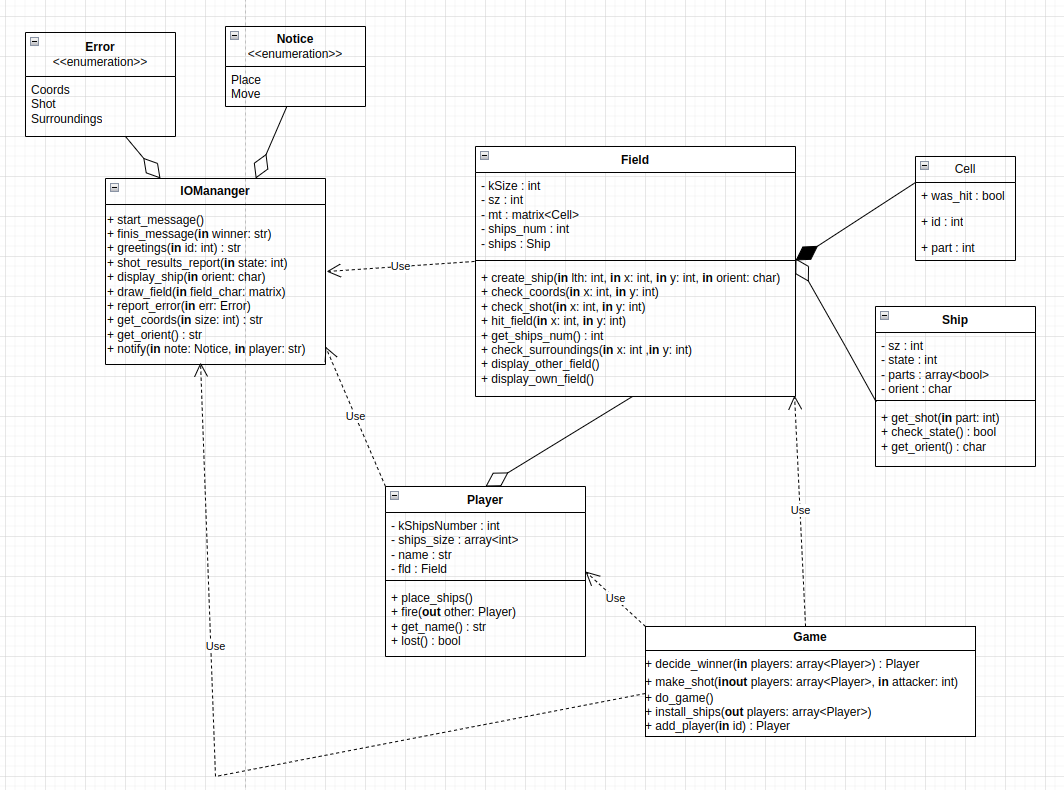 Error
<<enumeration>>
Coords
Shot
Surroundings
Notice
<<enumeration>>
Place
Move
IOMananger
+ start_message()
+ finis_message(in winner: str)
+ greetings(in id: int) : str
+ shot_results_report(in state: int)
+ display_ship(in orient: char)
+ draw_field(in field_char: matrix)
+ report_error(in err: Error)
+ get_coords(in size: int) : str
+ get_orient() : str
+ notify(in note: Notice, in player: str)
Use
Field
- kSize : int
- sz : int
- mt : matrix<Cell>
- ships_num : int
- ships : Ship
+ create_ship(in lth: int, in x: int, in y: int, in orient: char)
+ check_coords(in x: int, in y: int)
+ check_shot(in x: int, in y: int)
+ hit_field(in x: int, in y: int)
+ get_ships_num() : int
+ check_surroundings(in x: int ,in y: int)
+ display_other_field()
+ display_own_field()
Cell
+ was_hit : bool
+ id : int
+ part : int
Ship
- sz : int
- state : int
- parts : array<bool>
- orient : char
+ get_shot(in part: int)
+ check_state() : bool
+ get_orient() : char
Use
Player
- kShipsNumber : int
- ships_size : array<int>
- name : str
- fld : Field
+ place_ships()
+ fire(out other: Player)
+ get_name() : str
+ lost() : bool
Use
Use
Use
Game
+ decide_winner(in players: array<Player>) : Player
+ make_shot(inout players: array<Player>, in attacker: int)
+ do_game()
+ install_ships(out players: array<Player>)
+ add_player(in id) : Player